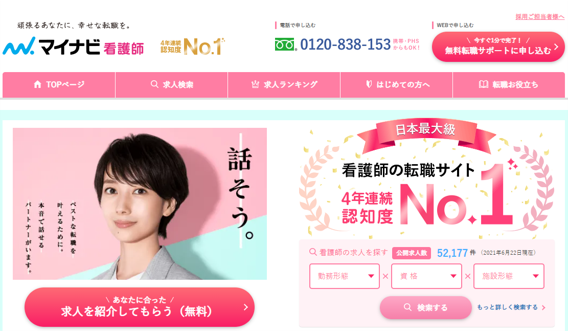 頑張るあなたに、幸せな転職を。
採用ご担当者様へ
マイナビ 看護師
4年連続
認知度
No.1
電話で申し込む
0120-838-153
携帯・PHS
からもOK!
WEBで申し込む
今すぐ1分で完了!
無料転職サポートに申し込む
TOPページ
求人検索
求人ランキング
はじめての方へ
転職お役立ち
話そう。
ベストな転職を
叶えるために。
本音で話せる
パートナーがいます。
あなたに合った
求人を紹介してもらう（無料）
日本最大級
看護師の転職サイト
4年連続
認知度
No.1
看護師の求人を探す
公開求人数
52,177 件
（2021年6月22日現在）
勤務形態
×
資格
×
施設形態
検索する
もっと詳しく検索する